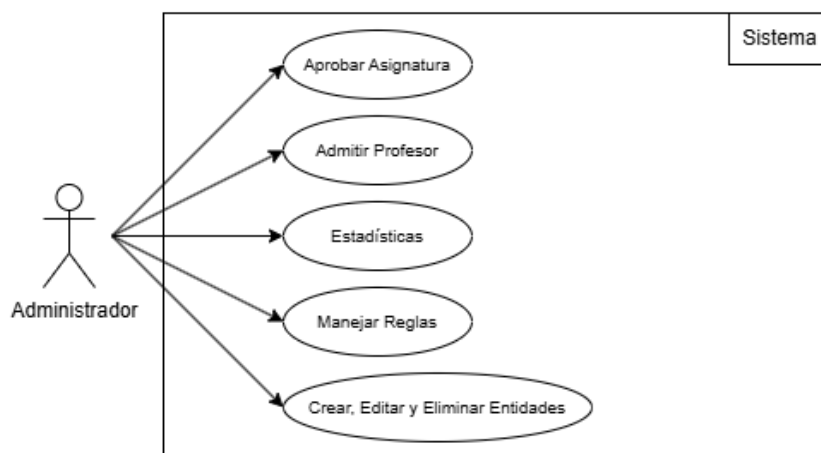 Sistema
Aprobar Asignatura
Admitir Profesor
Estadísticas
Administrador
Manejar Reglas
Crear, Editar y Eliminar Entidades